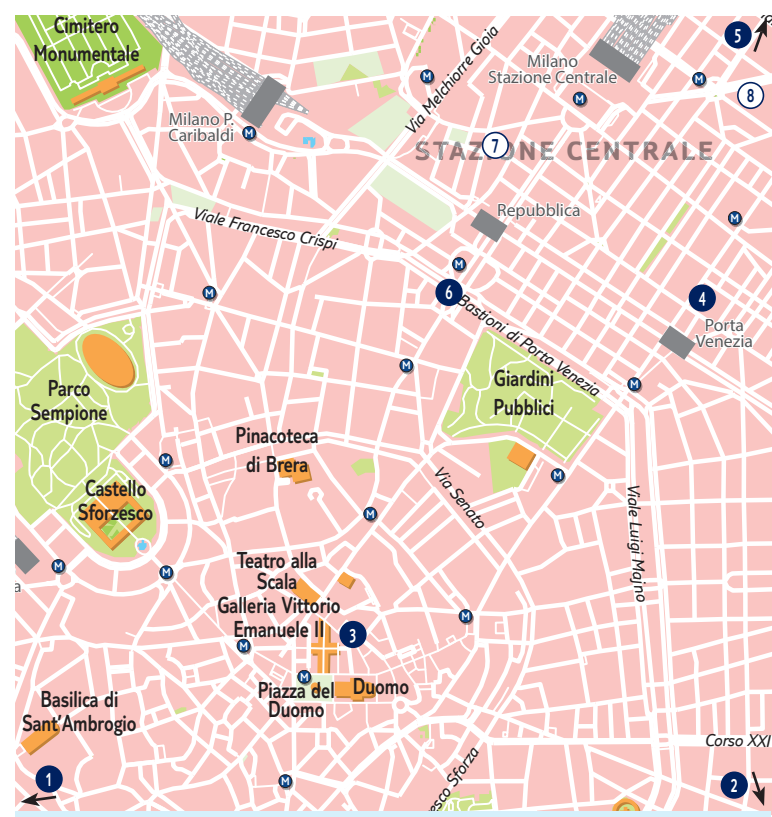 Cimitero
Monumentale
5
Via Melchiorre Gioia
Milano
Stazione Centrale
M
M
M
8
Milano P.
Caribaldi
M
7
STAZIONE CENTRALE
Repubblica
M
Viale Francesco Crispi
M
M
6
4
Bastioni di Porta Venezia
Porta
Venezia
M
M
Giardini
Pubblici
Parco
Sempione
Pinacoteca
di Brera
M
M
Via Senato
Castello
Sforzesco
M
Viale Luigi Majno
M
M
a
Teatro alla
Scala
Galleria Vittorio
Emanuele II
M
3
M
M
Piazza del
Duomo
Duomo
Basilica di
Sant'Ambrogio
Corso XXI
esco Sforza
1
M
2